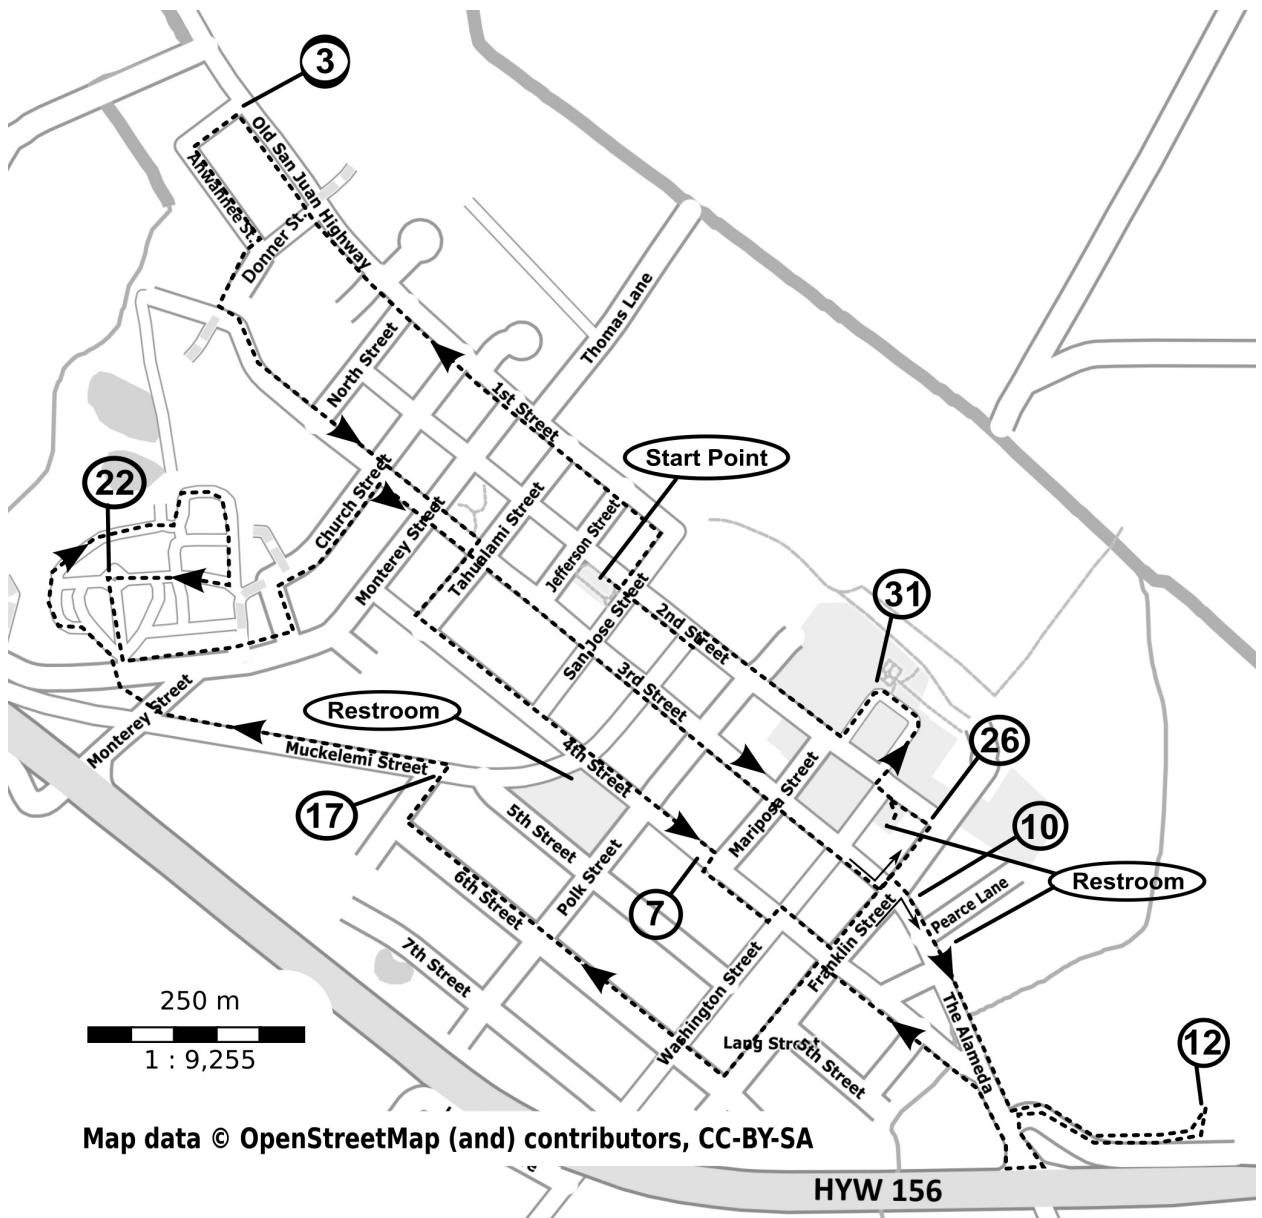 3
Old San Juan Highway
Ahwahnee St.
Donner St.
Thomas Lane
North Street
1st Street
Start Point
22
Church Street
Monterey Street
Tahualami Street
Jefferson Street
San Jose Street
2nd Street
31
3rd Street
Restroom
Monterey Street
Muckelemi Street
4th Street
26
17
5th Street
Mariposa Street
10
Restroom
6th Street
Polk Street
7
Pearce Lane
Franklin Street
7th Street
Washington Street
250 m
1 : 9,255
Lang Street
5th Street
The Alameda
12
Map data © OpenStreetMap (and) contributors, CC-BY-SA
HYW 156